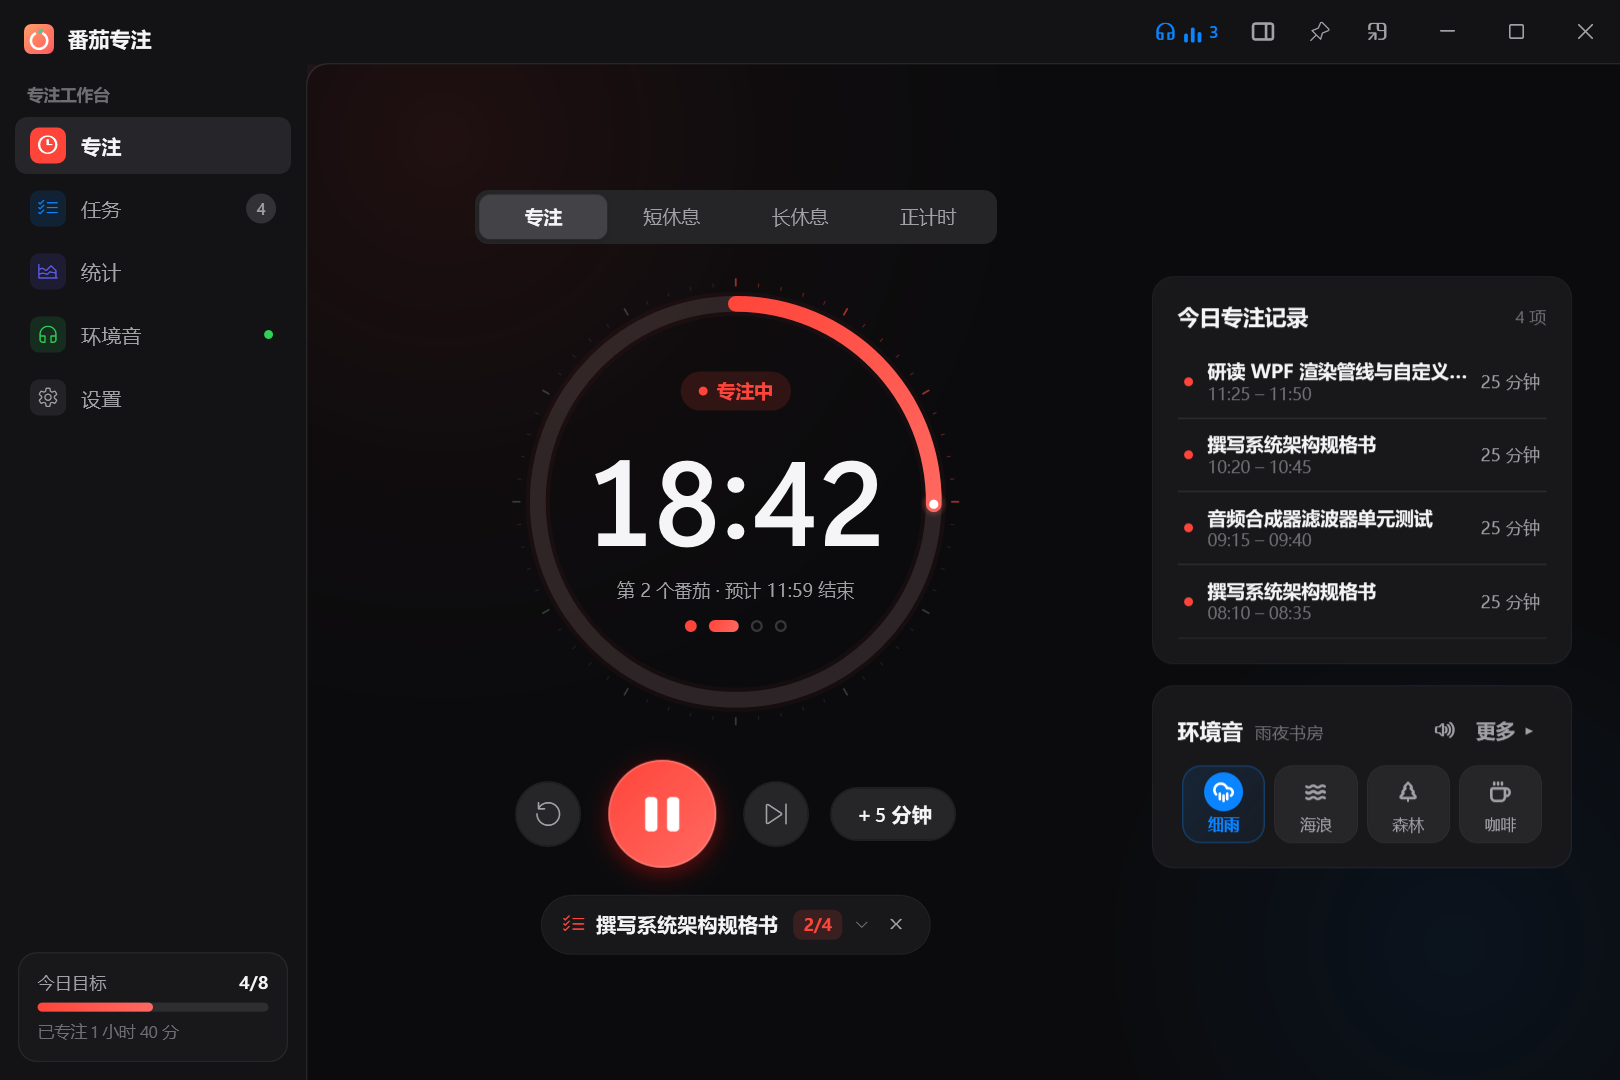 番茄专注
3
专注工作台
专注
任务
4
统计
环境音
设置
今日目标
4/8
已专注 1 小时 40 分
专注
短休息
长休息
正计时
专注中
18:42
第 2 个番茄 · 预计 11:59 结束
+ 5 分钟
撰写系统架构规格书
2/4
今日专注记录
4 项
研读 WPF 渲染管线与自定义...
11:25 – 11:50
25 分钟
撰写系统架构规格书
10:20 – 10:45
25 分钟
音频合成器滤波器单元测试
09:15 – 09:40
25 分钟
撰写系统架构规格书
08:10 – 08:35
25 分钟
环境音
雨夜书房
更多
细雨
海浪
森林
咖啡